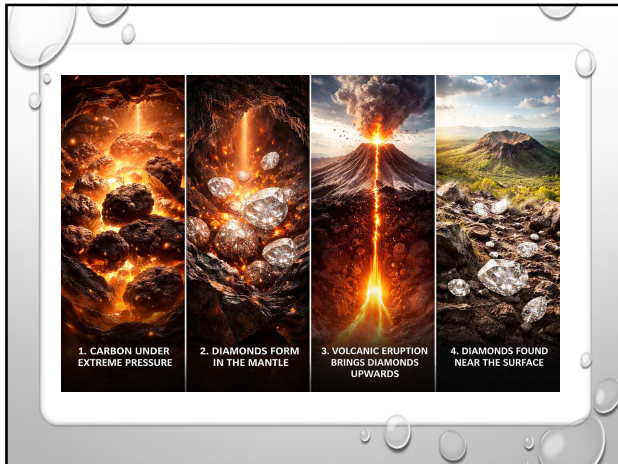 1. CARBON UNDER
EXTREME PRESSURE
2. DIAMONDS FORM
IN THE MANTLE
3. VOLCANIC ERUPTION
BRINGS DIAMONDS
UPWARDS
4. DIAMONDS FOUND
NEAR THE SURFACE